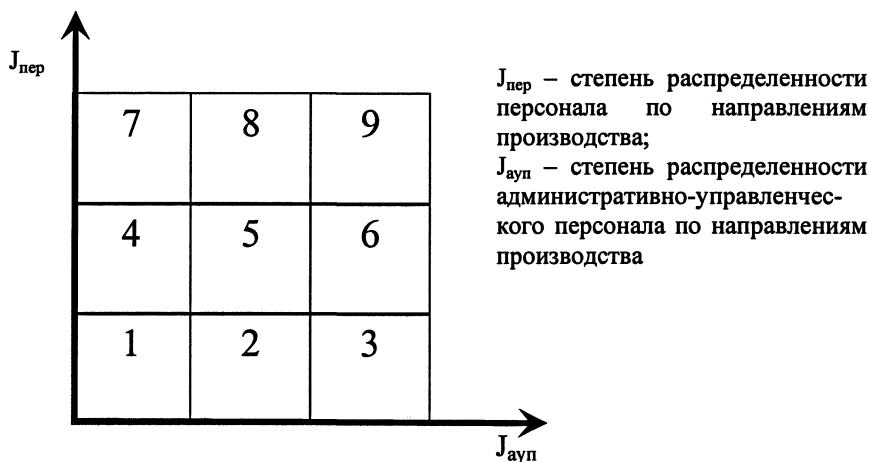 Jпер
7 8 9
4 5 6
1 2 3
Jауп
Jпер – степень распределенности
персонала по направлениям
производства;
Jауп – степень распределенности
административно-управленчес-
кого персонала по направлениям
производства